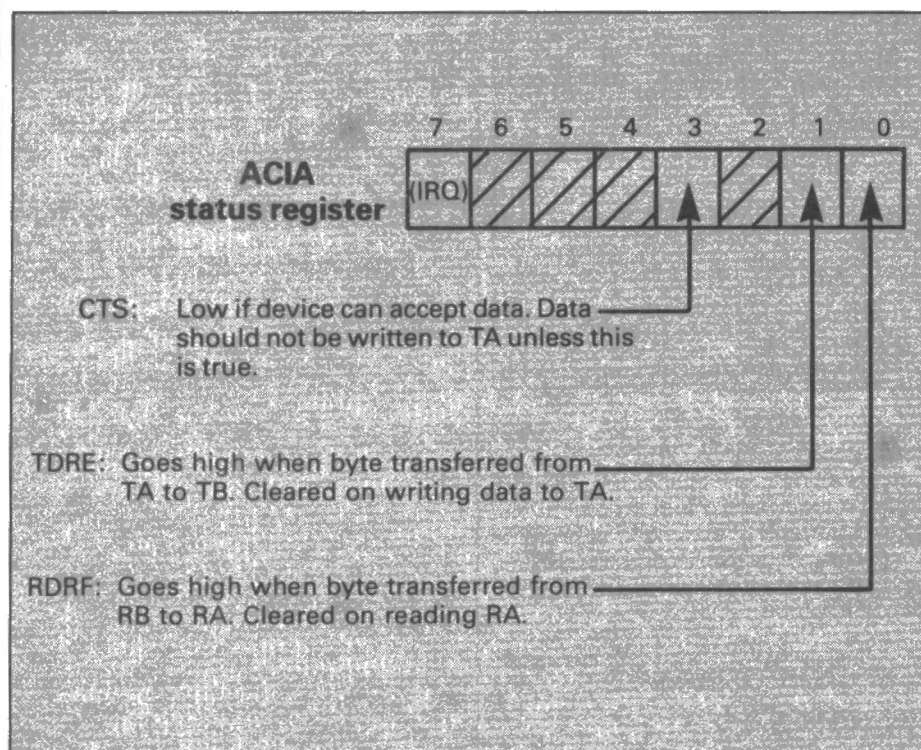 7 6 5 4 3 2 1 0
ACIA
status register
(IRQ)
CTS: Low if device can accept data. Data
should not be written to TA unless this
is true.
TDRE: Goes high when byte transferred from
TA to TB. Cleared on writing data to TA.
RDRF: Goes high when byte transferred from
RB to RA. Cleared on reading RA.